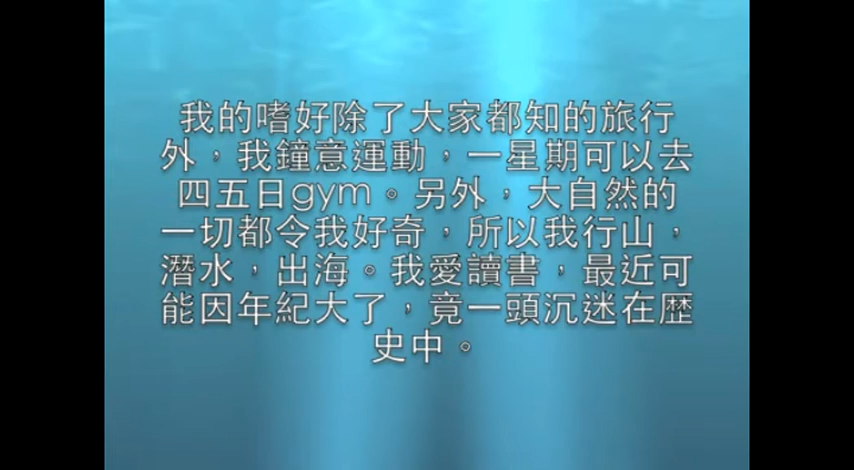 我的嗜好除了大家都知的旅行
外，我鐘意運動，一星期可以去
四五日gym。另外，大自然的
一切都令我好奇，所以我行山，
潛水，出海。我愛讀書，最近可
能因年紀大了，竟一頭沉迷在歷
史中。